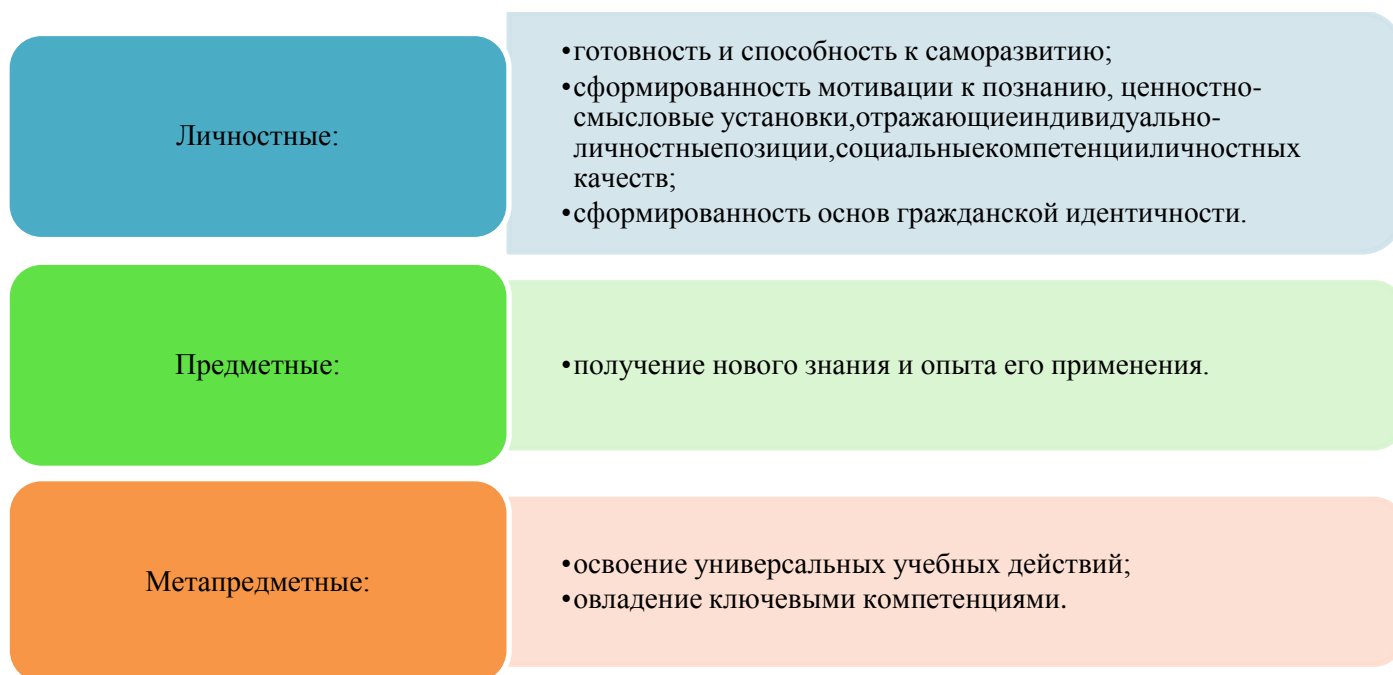 Личностные:
•готовность и способность к саморазвитию;
•сформированность мотивации к познанию, ценностно-
смысловые установки,отражающиеиндивидуально-
личностныепозиции,социальныекомпетенцииличностных
качеств;
•сформированность основ гражданской идентичности.
Предметные:
•получение нового знания и опыта его применения.
Метапредметные:
•освоение универсальных учебных действий;
•овладение ключевыми компетенциями.